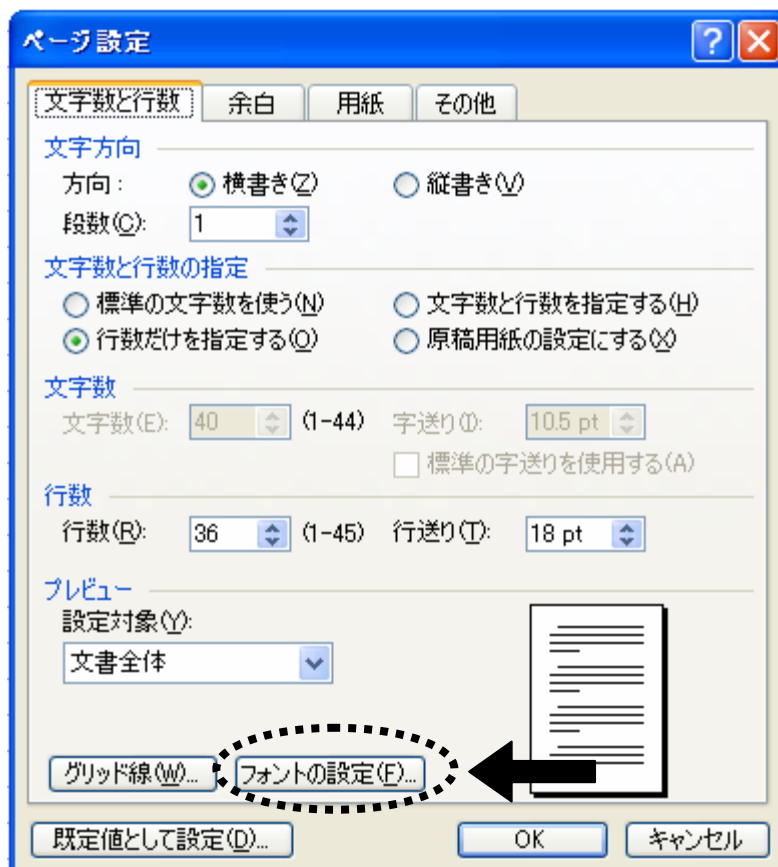 ページ設定
文字数と行数 余白 用紙 その他
文字方向
方向： 横書き(Z) 縦書き(V)
段数(C): 1
文字数と行数の指定
標準の文字数を使う(N) 文字数と行数を指定する(H)
行数だけを指定する(O) 原稿用紙の設定にする(X)
文字数
文字数(E): 40 (1-44) 字送り(I): 10.5 pt
標準の字送りを使用する(A)
行数
行数(R): 36 (1-45) 行送り(T): 18 pt
プレビュー
設定対象(Y):
文書全体
グリッド線(W)... フォントの設定(F)...
既定値として設定(D)... OK キャンセル